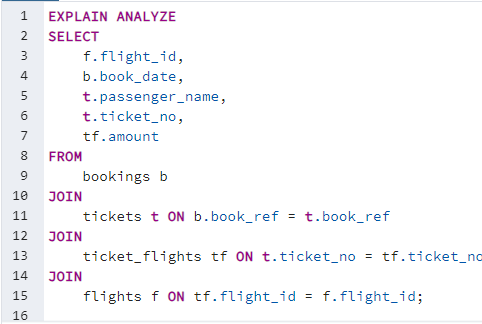 1 EXPLAIN ANALYZE
2 SELECT
3 f.flight_id,
4 b.book_date,
5 t.passenger_name,
6 t.ticket_no,
7 tf.amount
8 FROM
9 bookings b
10 JOIN
11 tickets t ON b.book_ref = t.book_ref
12 JOIN
13 ticket_flights tf ON t.ticket_no = tf.ticket_no
14 JOIN
15 flights f ON tf.flight_id = f.flight_id;
16